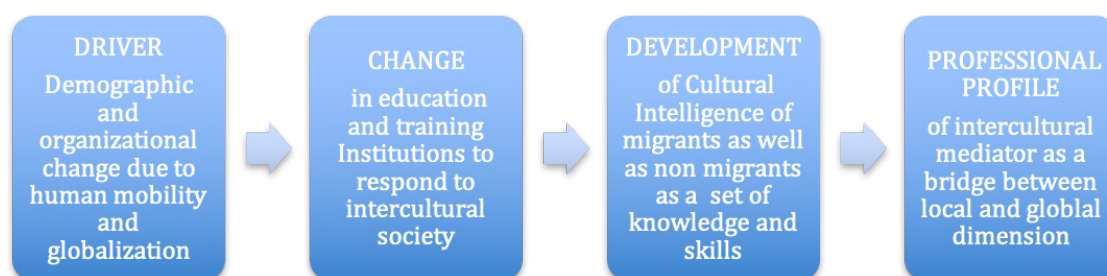 DRIVER
Demographic
and
organizational
change due to
human mobility
and
globalization
CHANGE
in education
and training
Institutions to
respond to
intercultural
society
DEVELOPMENT
of Cultural
Intelligence of
migrants as well
as non migrants
as a set of
knowledge and
skills
PROFESSIONAL
PROFILE
of intercultural
mediator as a
bridge between
local and globlal
dimension